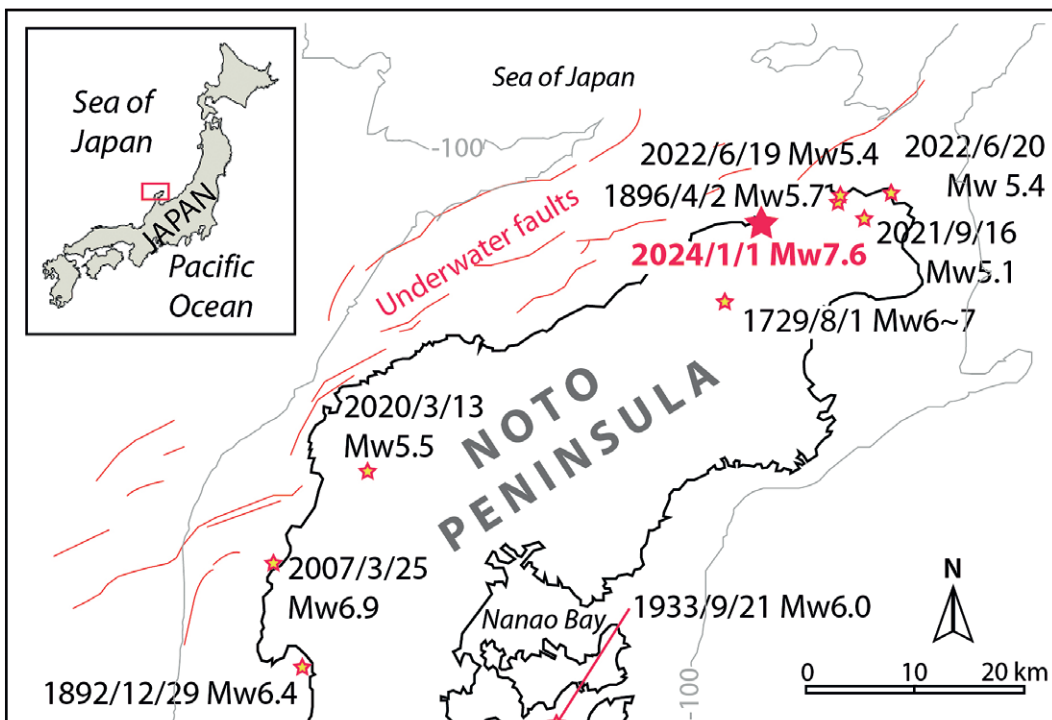 Sea of
Japan
JAPAN
Pacific
Ocean
Sea of Japan
-100
Underwater faults
2022/6/19 Mw5.4
2022/6/20
Mw 5.4
1896/4/2 Mw5.7
2021/9/16
Mw5.1
2024/1/1 Mw7.6
1729/8/1 Mw6~7
NOTO
PENINSULA
2020/3/13
Mw5.5
2007/3/25
Mw6.9
1892/12/29 Mw6.4
Nanao Bay
1933/9/21 Mw6.0
-100
N
0 10 20 km